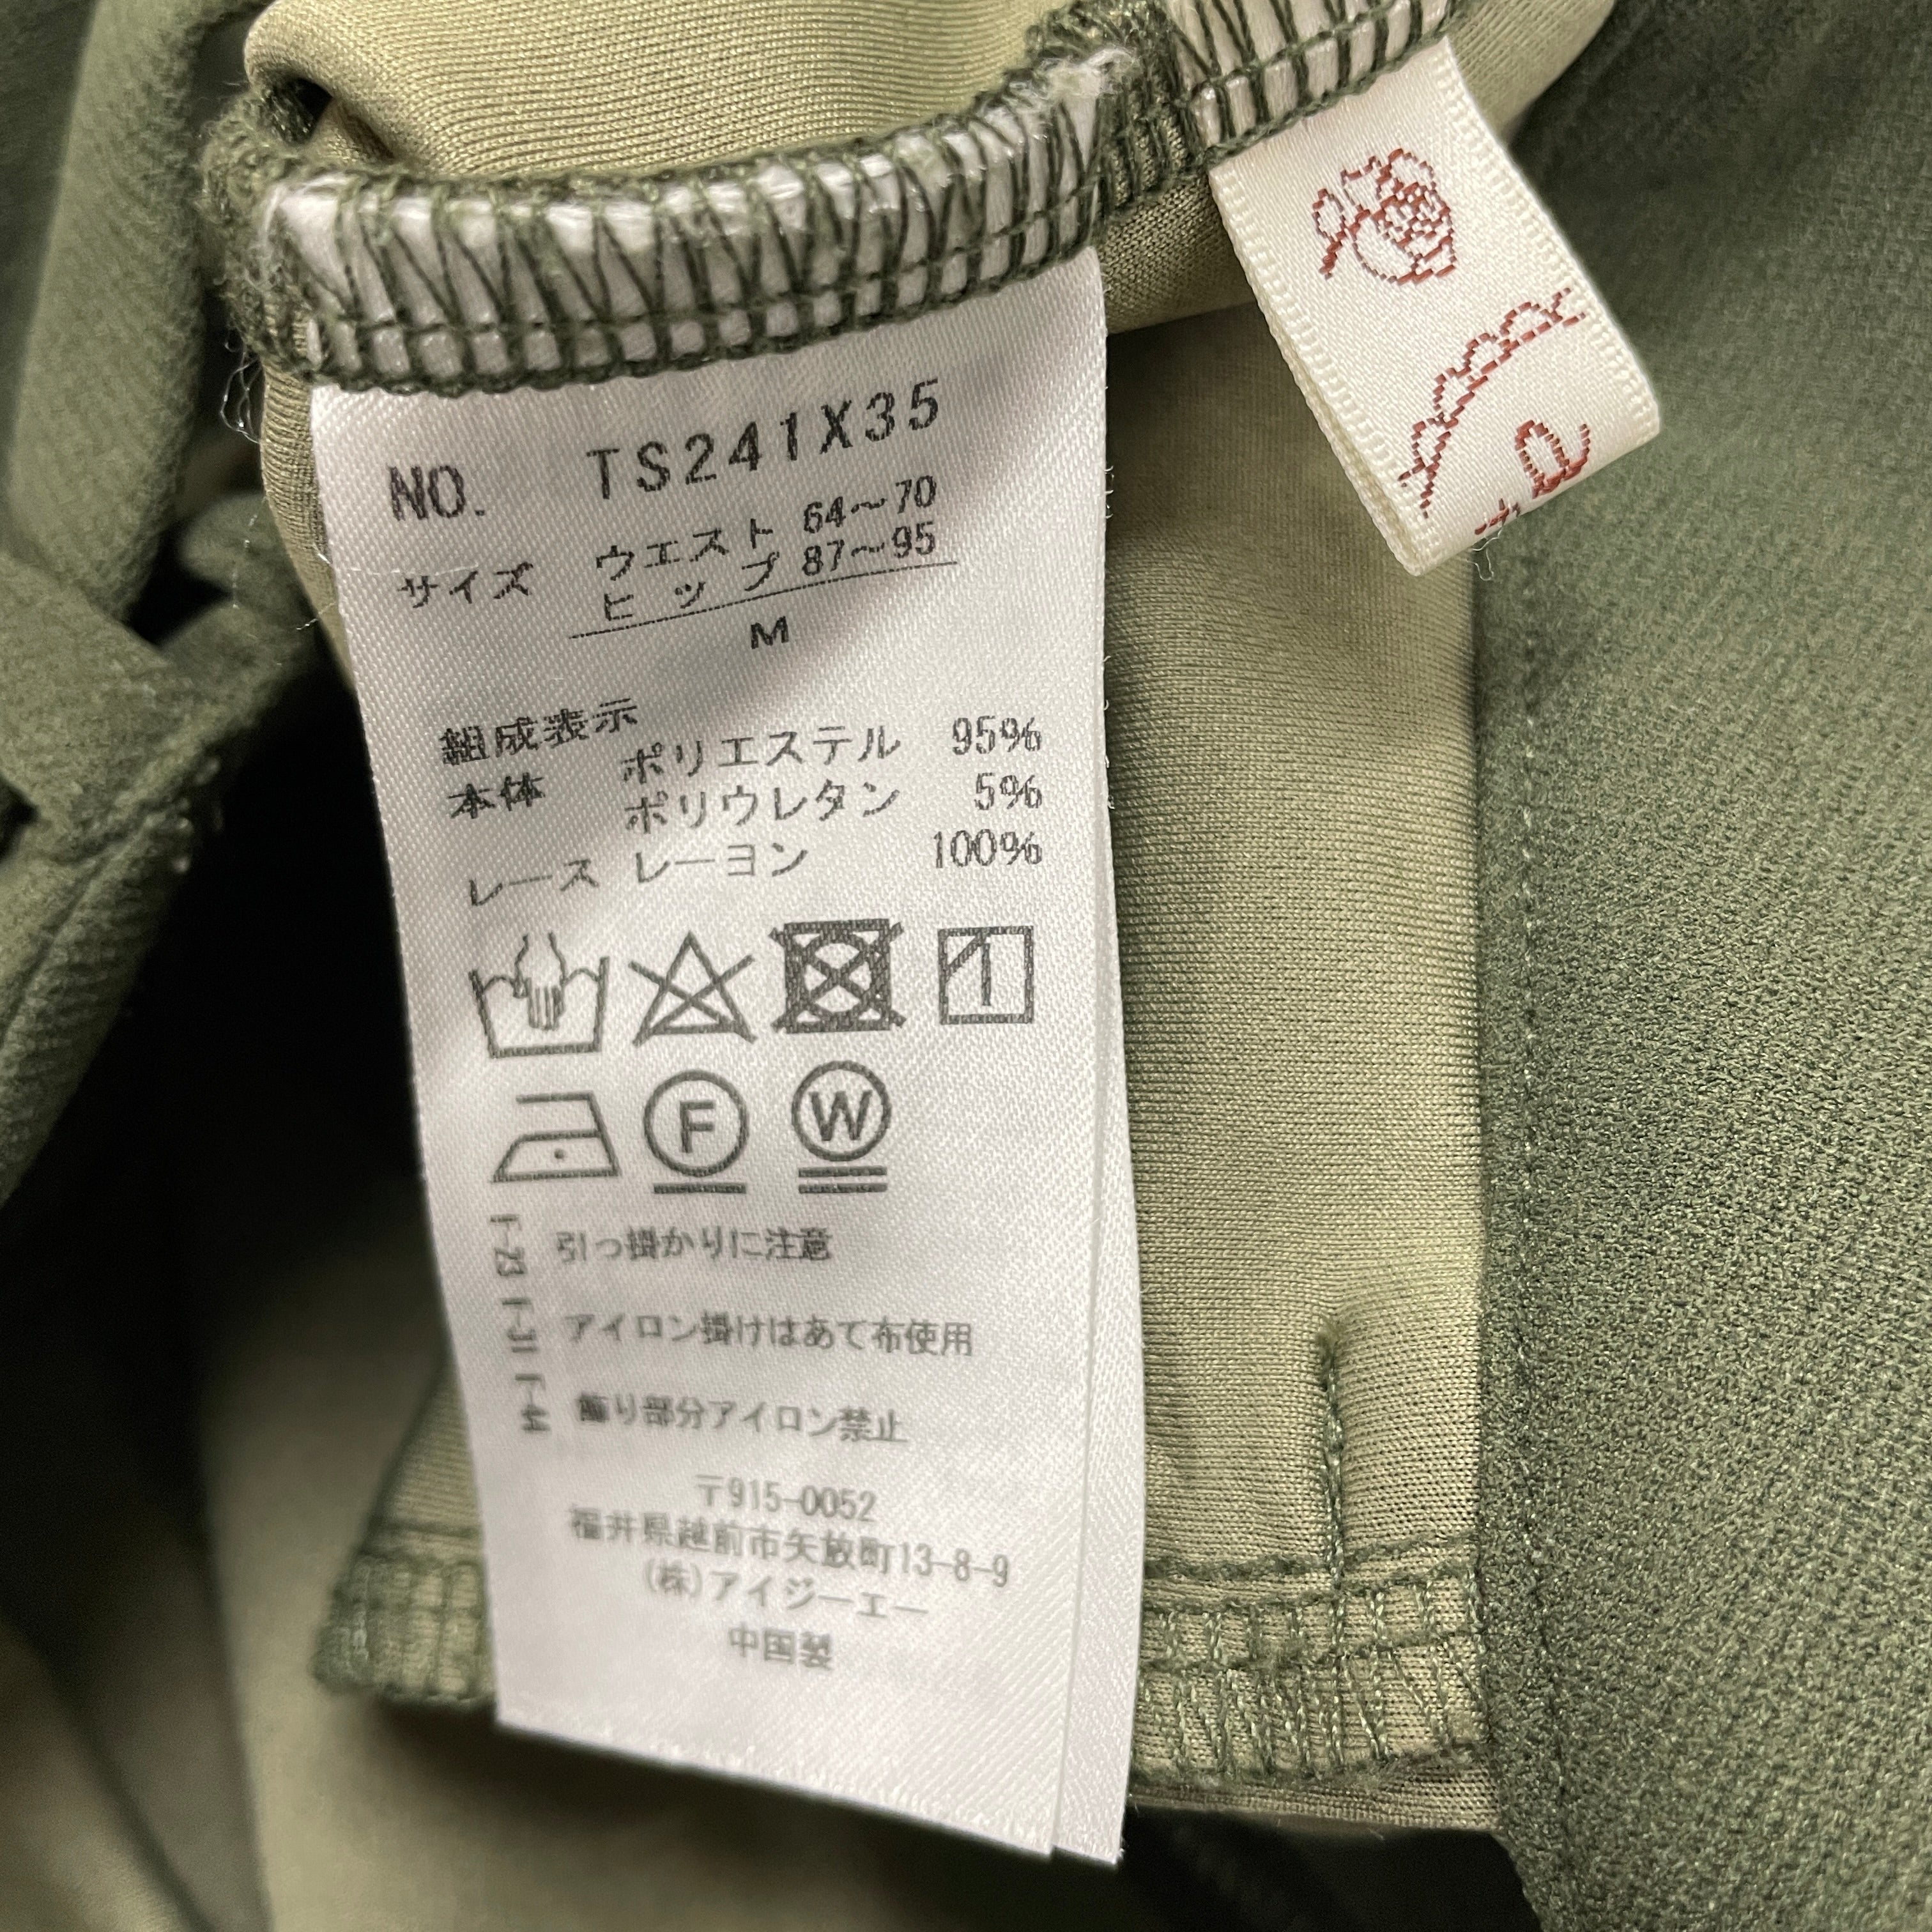 NO. TS241X35
サイズ ウエスト 64～70
ヒップ 87～95
M
組成表示
本体 ポリエステル 95%
ポリウレタン 5%
レース レーヨン 100%
F
W
F-23 引っ掛かりに注意
F-31 アイロン掛けはあて布使用
F-44 飾り部分アイロン禁止
〒915-0052
福井県越前市矢放町13-8-9
(株)アイジーエー
中国製